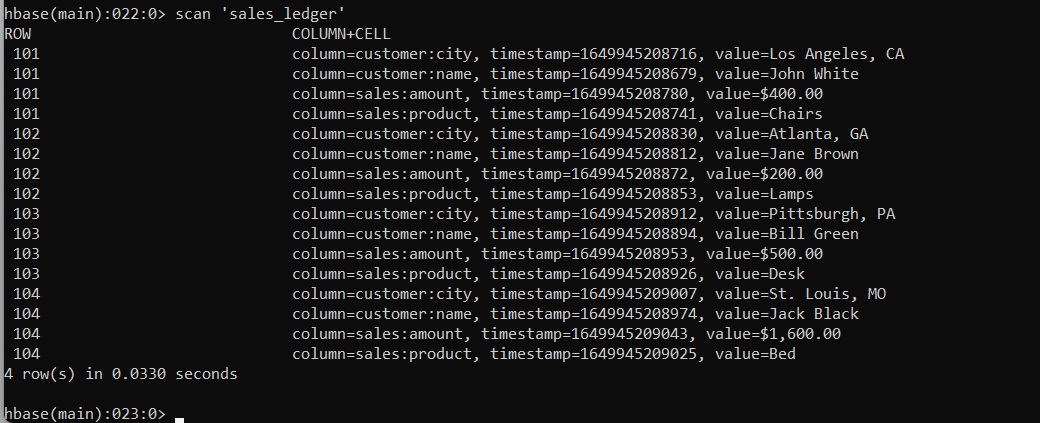 hbase(main):022:0> scan 'sales_ledger'
ROW COLUMN+CELL
101 column=customer:city, timestamp=1649945208716, value=Los Angeles, CA
101 column=customer:name, timestamp=1649945208679, value=John White
101 column=sales:amount, timestamp=1649945208780, value=$400.00
101 column=sales:product, timestamp=1649945208741, value=Chairs
102 column=customer:city, timestamp=1649945208830, value=Atlanta, GA
102 column=customer:name, timestamp=1649945208812, value=Jane Brown
102 column=sales:amount, timestamp=1649945208872, value=$200.00
102 column=sales:product, timestamp=1649945208853, value=Lamps
103 column=customer:city, timestamp=1649945208912, value=Pittsburgh, PA
103 column=customer:name, timestamp=1649945208894, value=Bill Green
103 column=sales:amount, timestamp=1649945208953, value=$500.00
103 column=sales:product, timestamp=1649945208926, value=Desk
104 column=customer:city, timestamp=1649945209007, value=St. Louis, MO
104 column=customer:name, timestamp=1649945208974, value=Jack Black
104 column=sales:amount, timestamp=1649945209043, value=$1,600.00
104 column=sales:product, timestamp=1649945209025, value=Bed
4 row(s) in 0.0330 seconds
hbase(main):023:0>